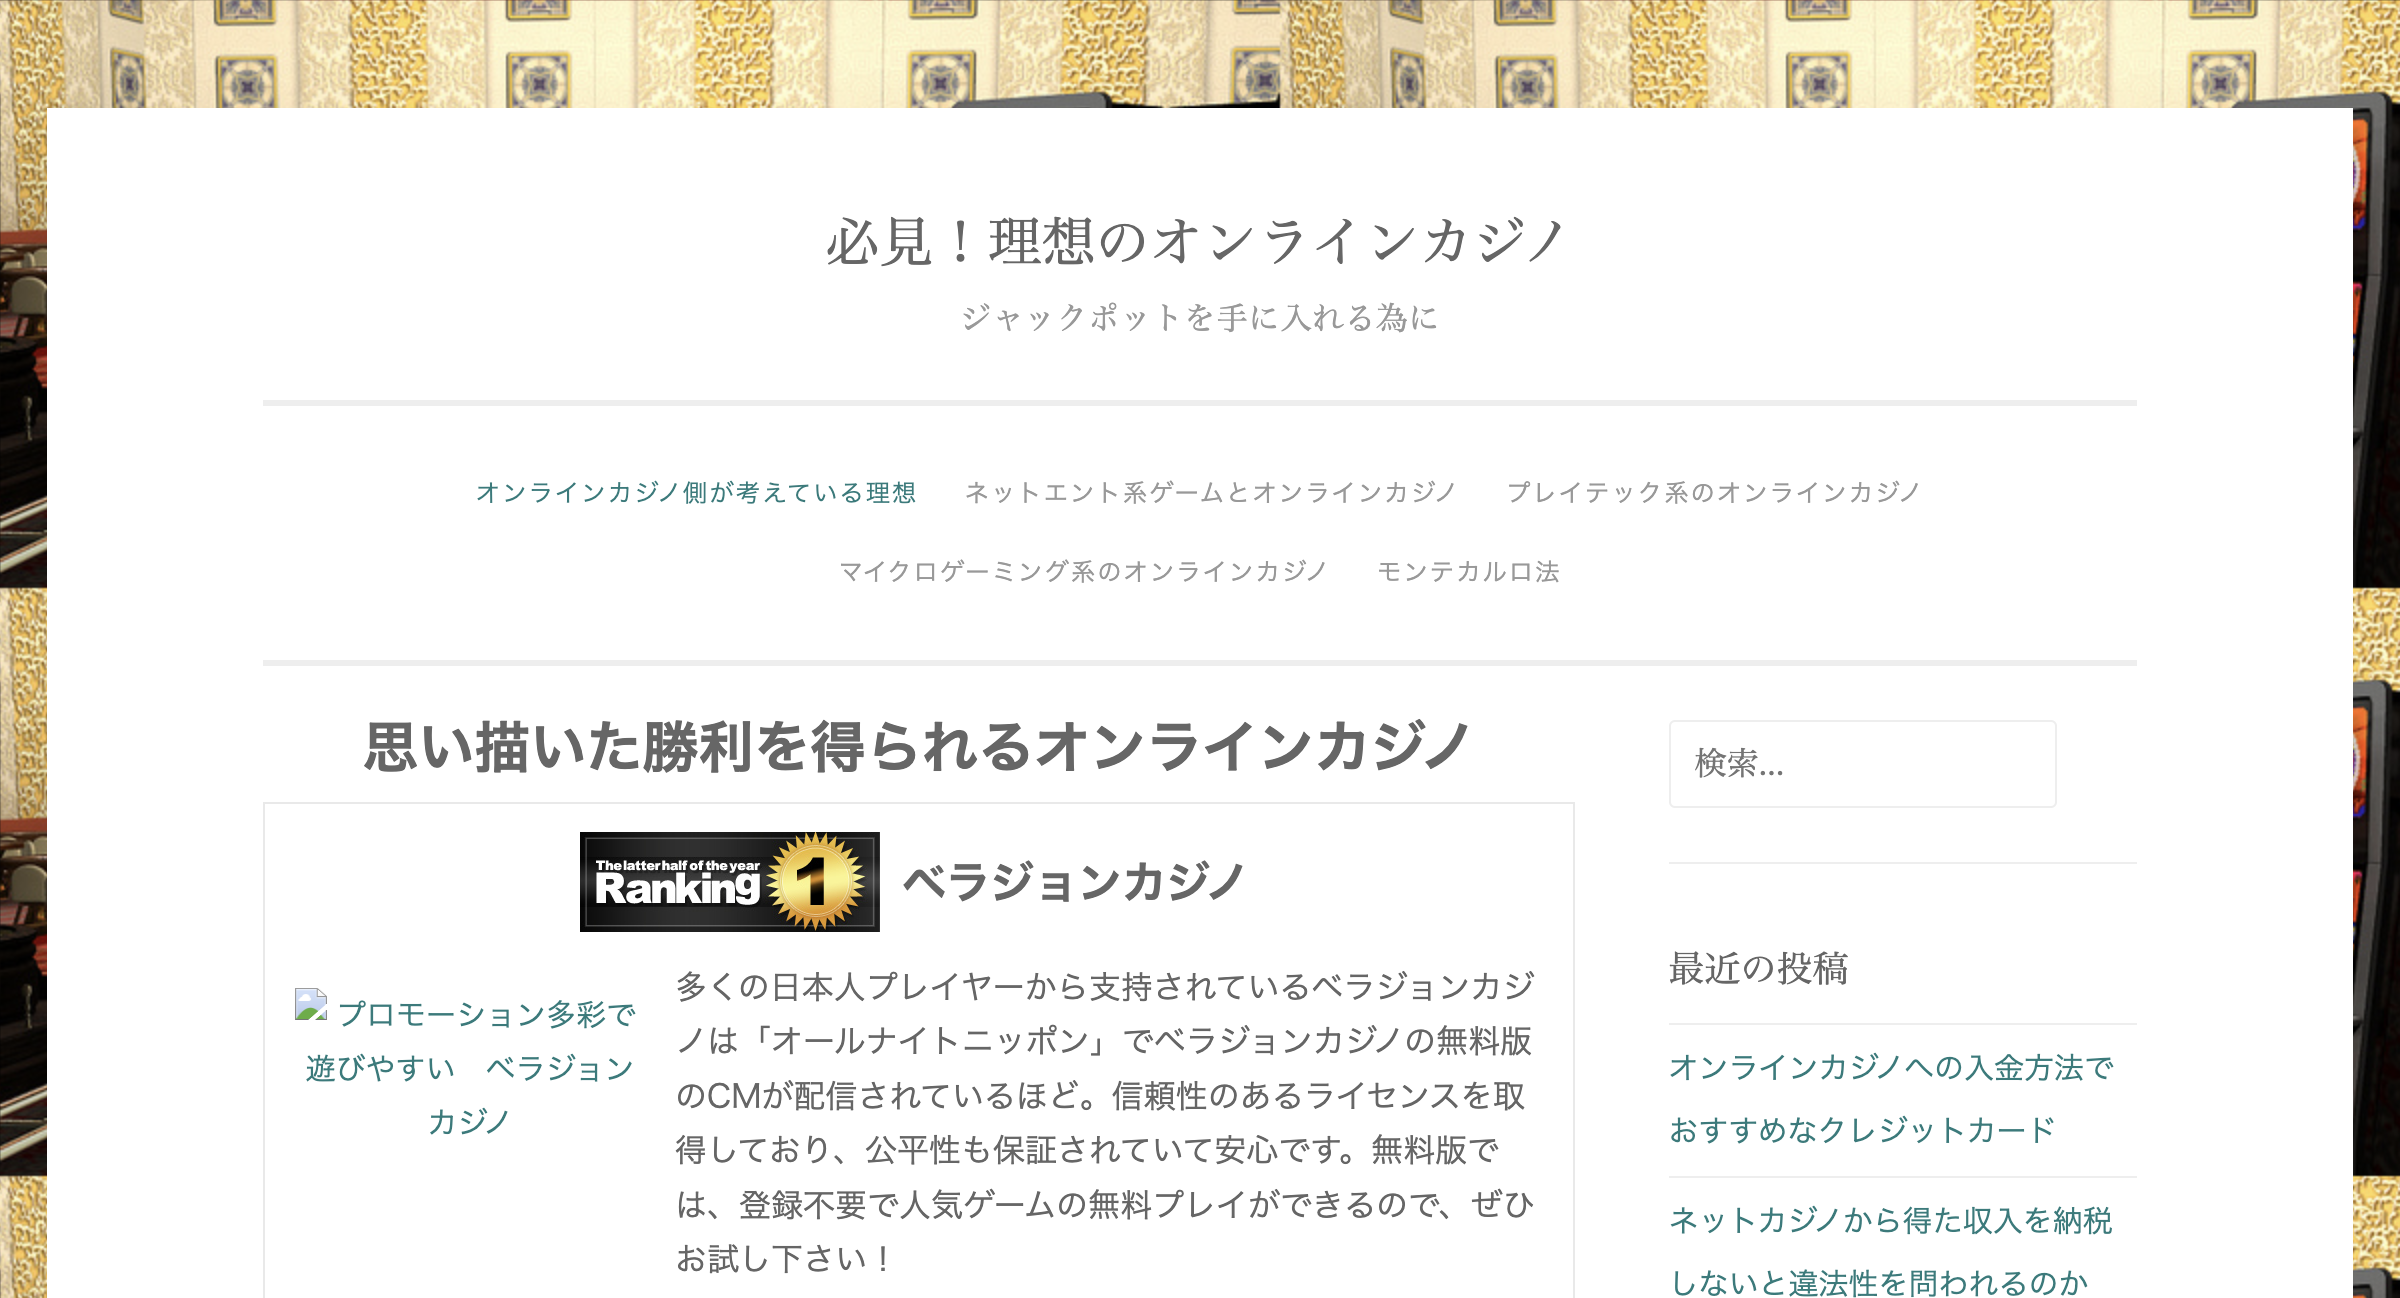 必見！理想のオンラインカジノ
ジャックポットを手に入れる為に
オンラインカジノ側が考えている理想 ネットエント系ゲームとオンラインカジノ プレイテック系のオンラインカジノ
マイクロゲーミング系のオンラインカジノ モンテカルロ法
思い描いた勝利を得られるオンラインカジノ
The latter half of the year
Ranking 1
ベラジョンカジノ
プロモーション多彩で
遊びやすい　ベラジョン
カジノ
多くの日本人プレイヤーから支持されているベラジョンカジ
ノは「オールナイトニッポン」でベラジョンカジノの無料版
のCMが配信されているほど。信頼性のあるライセンスを取
得しており、公平性も保証されていて安心です。無料版で
は、登録不要で人気ゲームの無料プレイができるので、ぜひ
お試し下さい！
検索…
最近の投稿
オンラインカジノへの入金方法で
おすすめなクレジットカード
ネットカジノから得た収入を納税
しないと違法性を問われるのか